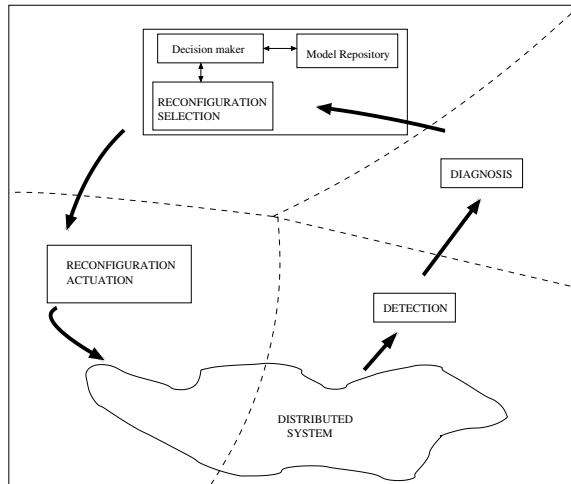 Decision maker
Model Repository
RECONFIGURATION
SELECTION
DIAGNOSIS
RECONFIGURATION
ACTUATION
DETECTION
DISTRIBUTED
SYSTEM